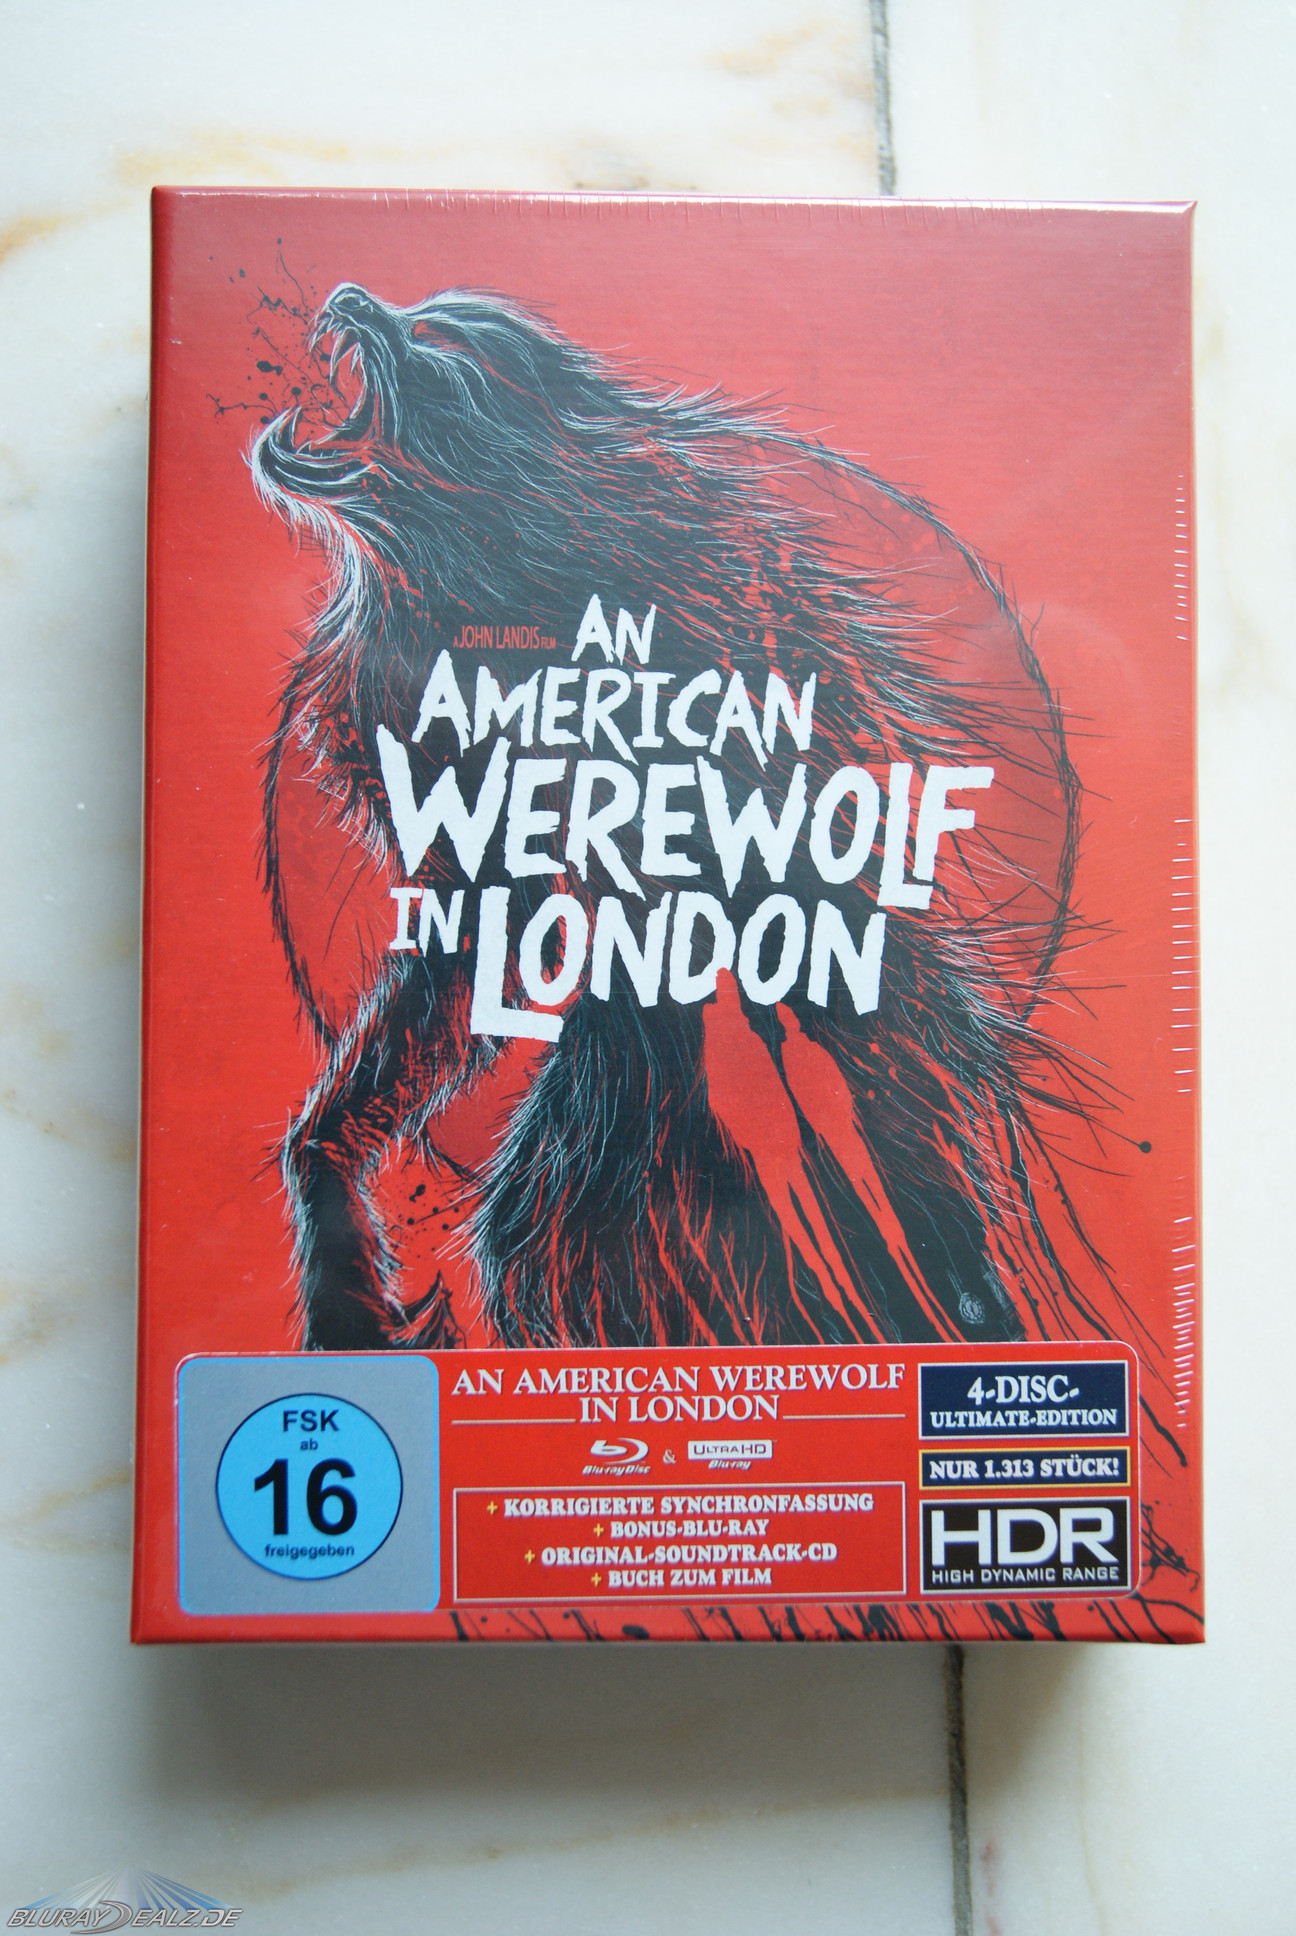 A JOHN LANDIS FILM
AN
AMERICAN
WEREWOLF
IN LONDON
FSK
ab
16
freigegeben
AN AMERICAN WEREWOLF
IN LONDON
Blu-ray Disc & ULTRA HD Blu-ray
+ KORRIGIERTE SYNCHRONFASSUNG
+ BONUS-BLU-RAY
+ ORIGINAL-SOUNDTRACK-CD
+ BUCH ZUM FILM
4-DISC-
ULTIMATE-EDITION
NUR 1.313 STÜCK!
HDR
HIGH DYNAMIC RANGE
BLURAYDEALZ.DE